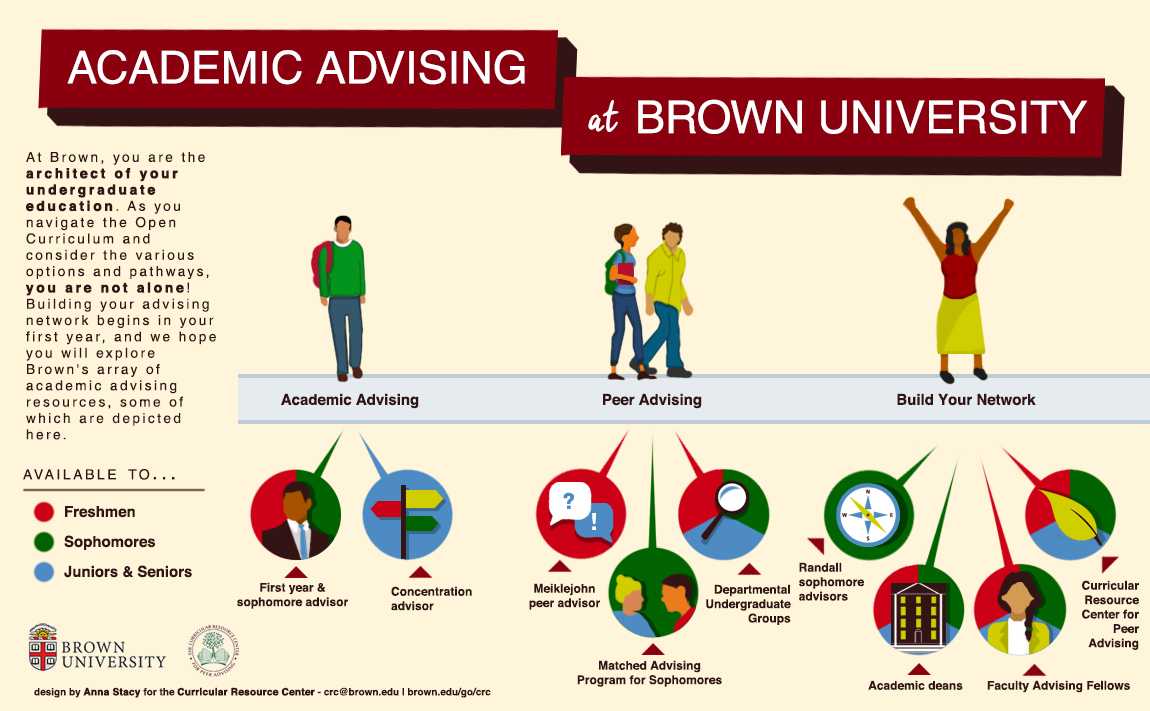 ACADEMIC ADVISING
at BROWN UNIVERSITY
At Brown, you are the
architect of your
undergraduate
education. As you
navigate the Open
Curriculum and
consider the various
options and pathways,
you are not alone!
Building your advising
network begins in your
first year, and we hope
you will explore
Brown's array of
academic advising
resources, some of
which are depicted
here.
AVAILABLE TO...
Freshmen
Sophomores
Juniors & Seniors
Academic Advising
Peer Advising
Build Your Network
First year &
sophomore advisor
Concentration
advisor
?
!
Meiklejohn
peer advisor
Matched Advising
Program for Sophomores
Departmental
Undergraduate
Groups
N
W E
S
Randall
sophomore
advisors
Academic deans
Faculty Advising Fellows
Curricular
Resource
Center for
Peer
Advising
BROWN
UNIVERSITY
THE CURRICULAR RESOURCE CENTER
FOR PEER ADVISING
design by Anna Stacy for the Curricular Resource Center - crc@brown.edu | brown.edu/go/crc